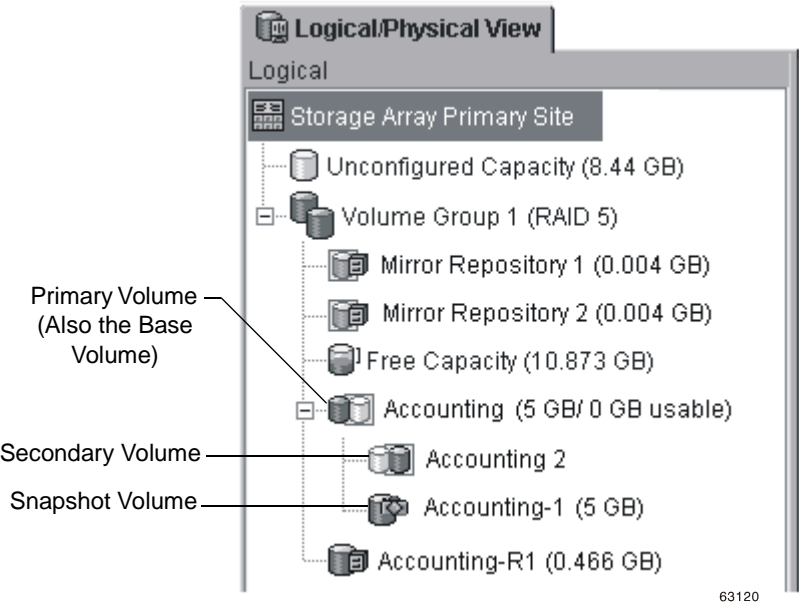 Logical/Physical View
Logical
Storage Array Primary Site
Unconfigured Capacity (8.44 GB)
Volume Group 1 (RAID 5)
Mirror Repository 1 (0.004 GB)
Mirror Repository 2 (0.004 GB)
Free Capacity (10.873 GB)
Accounting (5 GB/ 0 GB usable)
Accounting 2
Accounting-1 (5 GB)
Accounting-R1 (0.466 GB)
Primary Volume
(Also the Base
Volume)
Secondary Volume
Snapshot Volume
63120